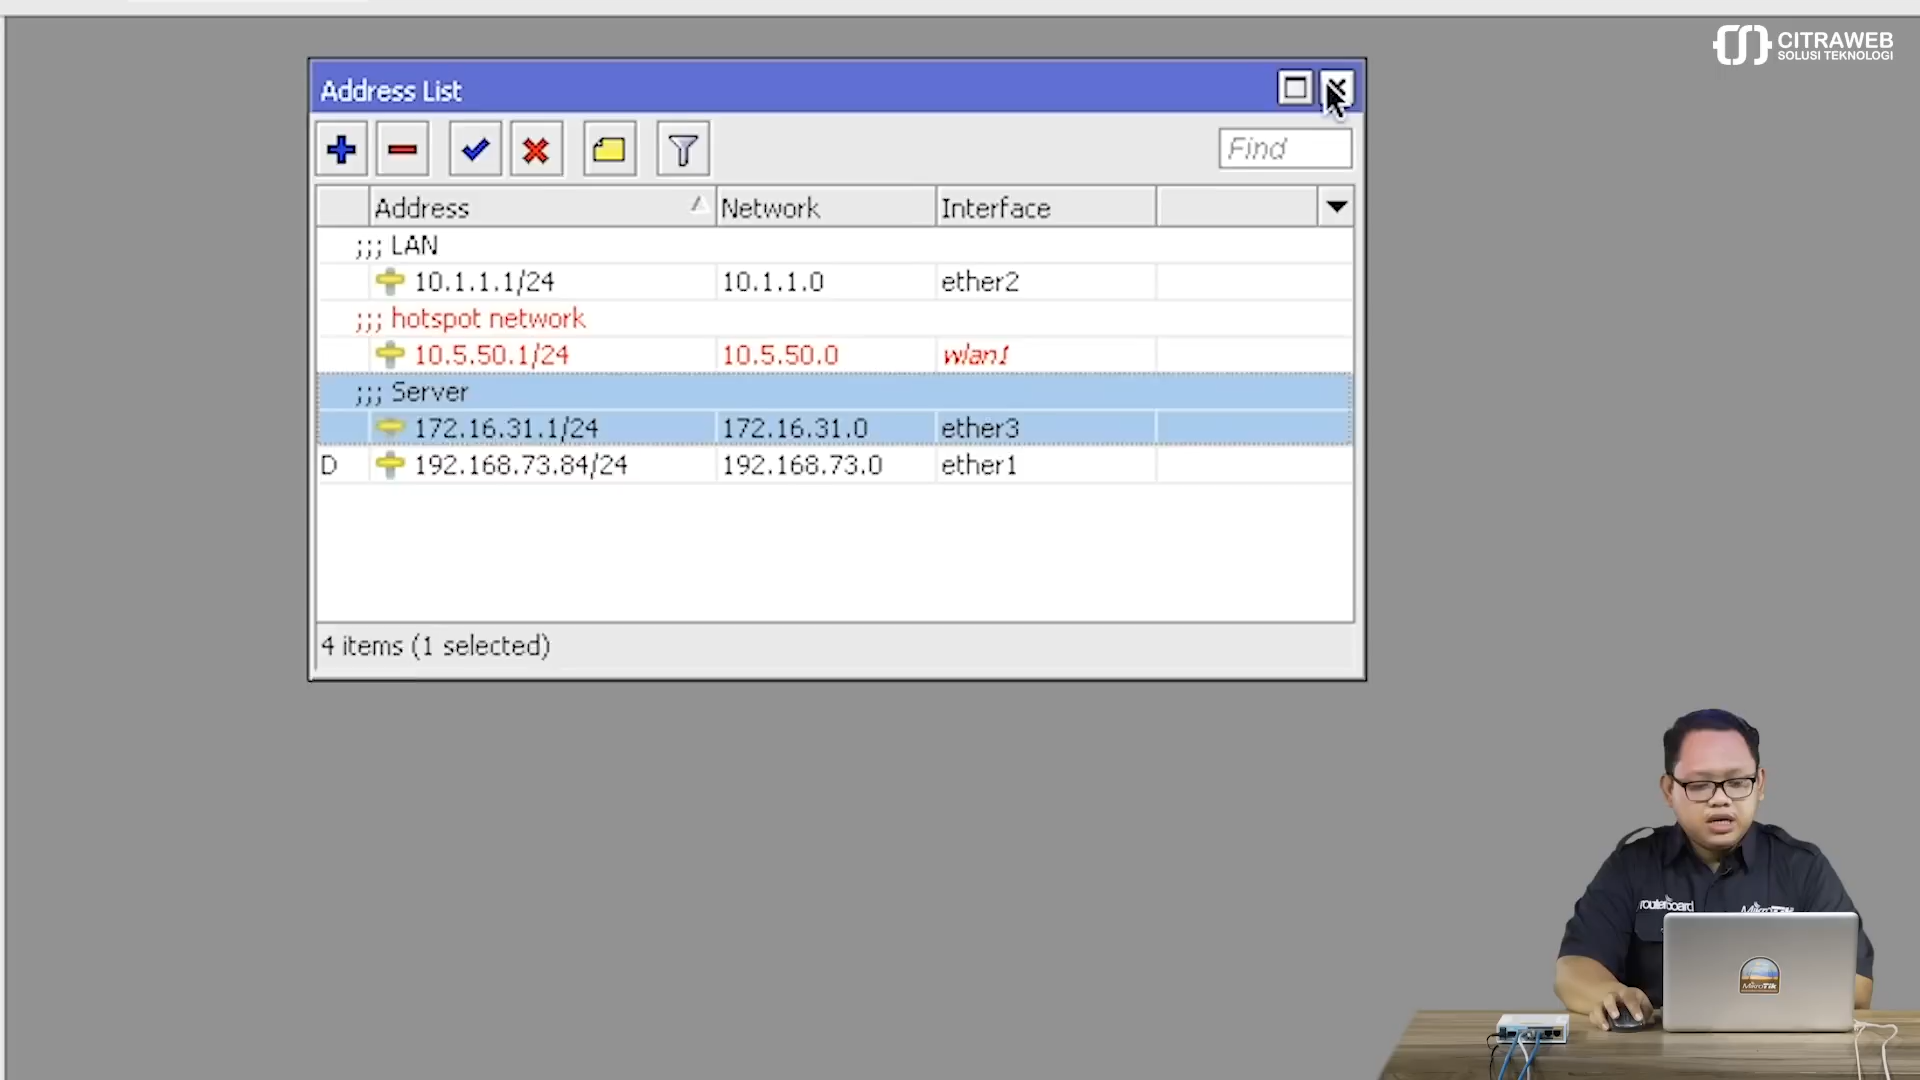 CITRAWEB
SOLUSI TEKNOLOGI
Address List
Find
Address Network Interface
;;; LAN
10.1.1.1/24 10.1.1.0 ether2
;;; hotspot network
10.5.50.1/24 10.5.50.0 wlan1
;;; Server
172.16.31.1/24 172.16.31.0 ether3
D 192.168.73.84/24 192.168.73.0 ether1
4 items (1 selected)
routerboard
MikroTik
MikroTik